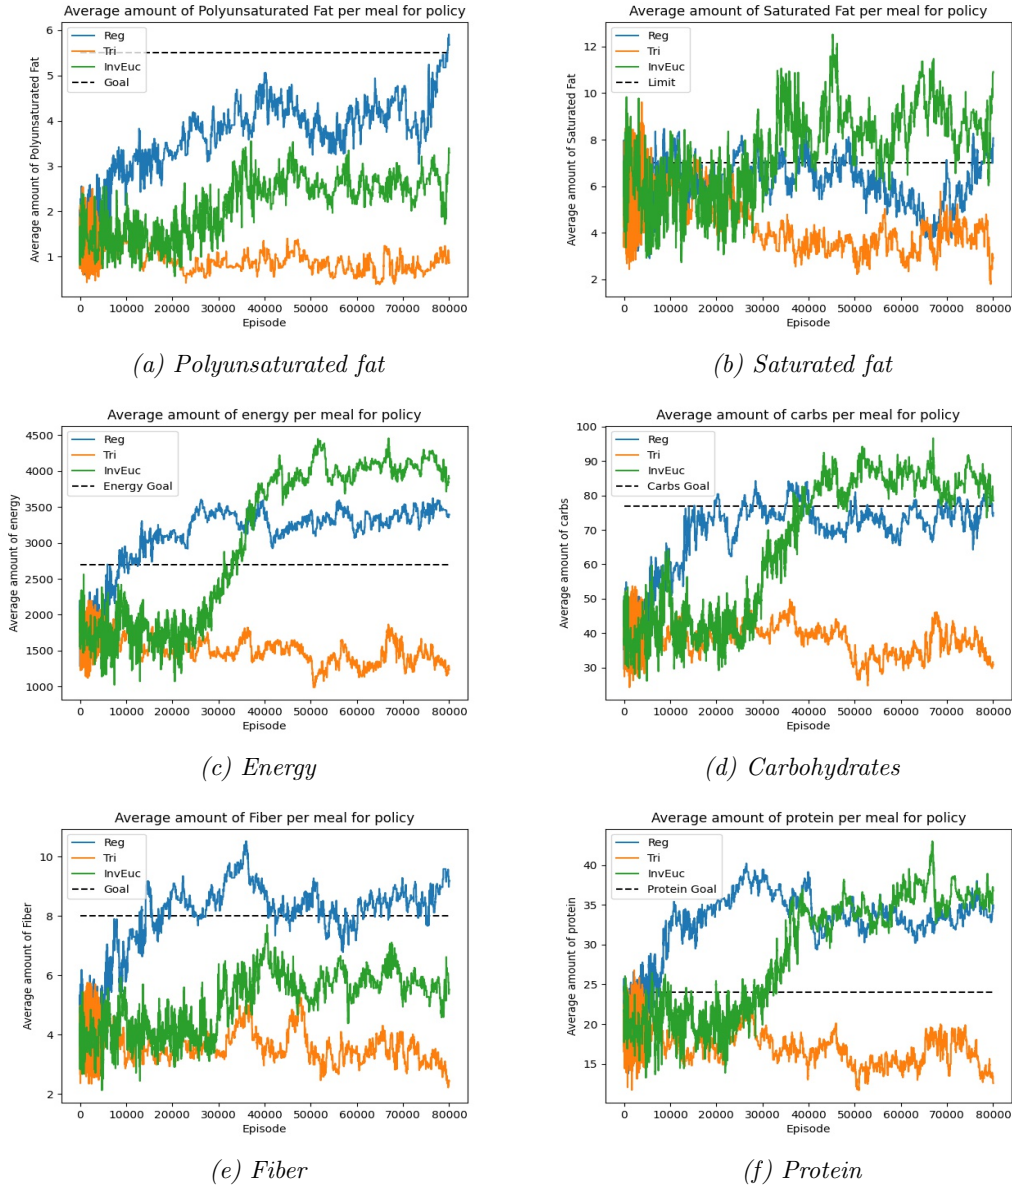 Average amount of Polyunsaturated Fat per meal for policy
Average amount of Polyunsaturated Fat
6
5
4
3
2
1
Reg
Tri
InvEuc
Goal
0 10000 20000 30000 40000 50000 60000 70000 80000
Episode
(a) Polyunsaturated fat
Average amount of Saturated Fat per meal for policy
Average amount of Saturated Fat
12
10
8
6
4
2
Reg
Tri
InvEuc
Limit
0 10000 20000 30000 40000 50000 60000 70000 80000
Episode
(b) Saturated fat
Average amount of energy per meal for policy
Average amount of energy
4500
4000
3500
3000
2500
2000
1500
1000
Reg
Tri
InvEuc
Energy Goal
0 10000 20000 30000 40000 50000 60000 70000 80000
Episode
(c) Energy
Average amount of carbs per meal for policy
Average amount of carbs
100
90
80
70
60
50
40
30
Reg
Tri
InvEuc
Carbs Goal
0 10000 20000 30000 40000 50000 60000 70000 80000
Episode
(d) Carbohydrates
Average amount of Fiber per meal for policy
Average amount of Fiber
10
8
6
4
2
Reg
Tri
InvEuc
Goal
0 10000 20000 30000 40000 50000 60000 70000 80000
Episode
(e) Fiber
Average amount of protein per meal for policy
Average amount of protein
40
35
30
25
20
15
Reg
Tri
InvEuc
Protein Goal
0 10000 20000 30000 40000 50000 60000 70000 80000
Episode
(f) Protein